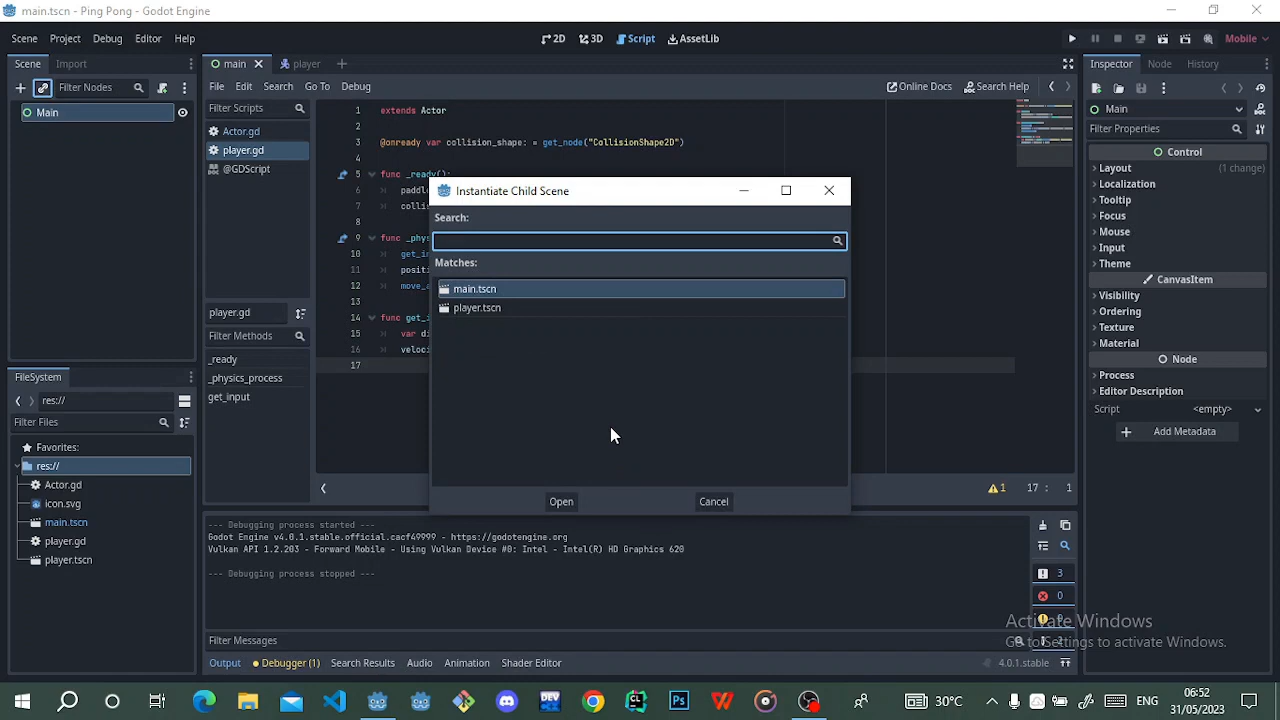 main.tscn - Ping Pong - Godot Engine
Scene Project Debug Editor Help
2D 3D Script AssetLib
Mobile
Scene Import
main player
Inspector Node History
Filter Nodes
File Edit Search Go To Debug
Online Docs Search Help
Main
Filter Scripts
Actor.gd
player.gd
@GDScript
player.gd
Filter Methods
_ready
_physics_process
get_input
1 extends Actor
2
3 @onready var collision_shape: = get_node("CollisionShape2D")
4
5 func _ready():
6 paddle
7 collis
8
9 func _phys
10 get_in
11 positi
12 move_a
13
14 func get_i
15 var di
16 veloci
17
1 17 : 1
Instantiate Child Scene
Search:
Matches:
main.tscn
player.tscn
Open Cancel
FileSystem
res://
Filter Files
Favorites:
res://
Actor.gd
icon.svg
main.tscn
player.gd
player.tscn
--- Debugging process started ---
Godot Engine v4.0.1.stable.official.cacf49999 - https://godotengine.org
Vulkan API 1.2.203 - Forward Mobile - Using Vulkan Device #0: Intel - Intel(R) HD Graphics 620
--- Debugging process stopped ---
3
0
Filter Messages
Output Debugger (1) Search Results Audio Animation Shader Editor
4.0.1.stable
Main
Filter Properties
Control
Layout (1 change)
Localization
Tooltip
Focus
Mouse
Input
Theme
CanvasItem
Visibility
Ordering
Texture
Material
Node
Process
Editor Description
Script <empty>
Add Metadata
Activate Windows
Go to Settings to activate Windows.
30°C
ENG
06:52
31/05/2023